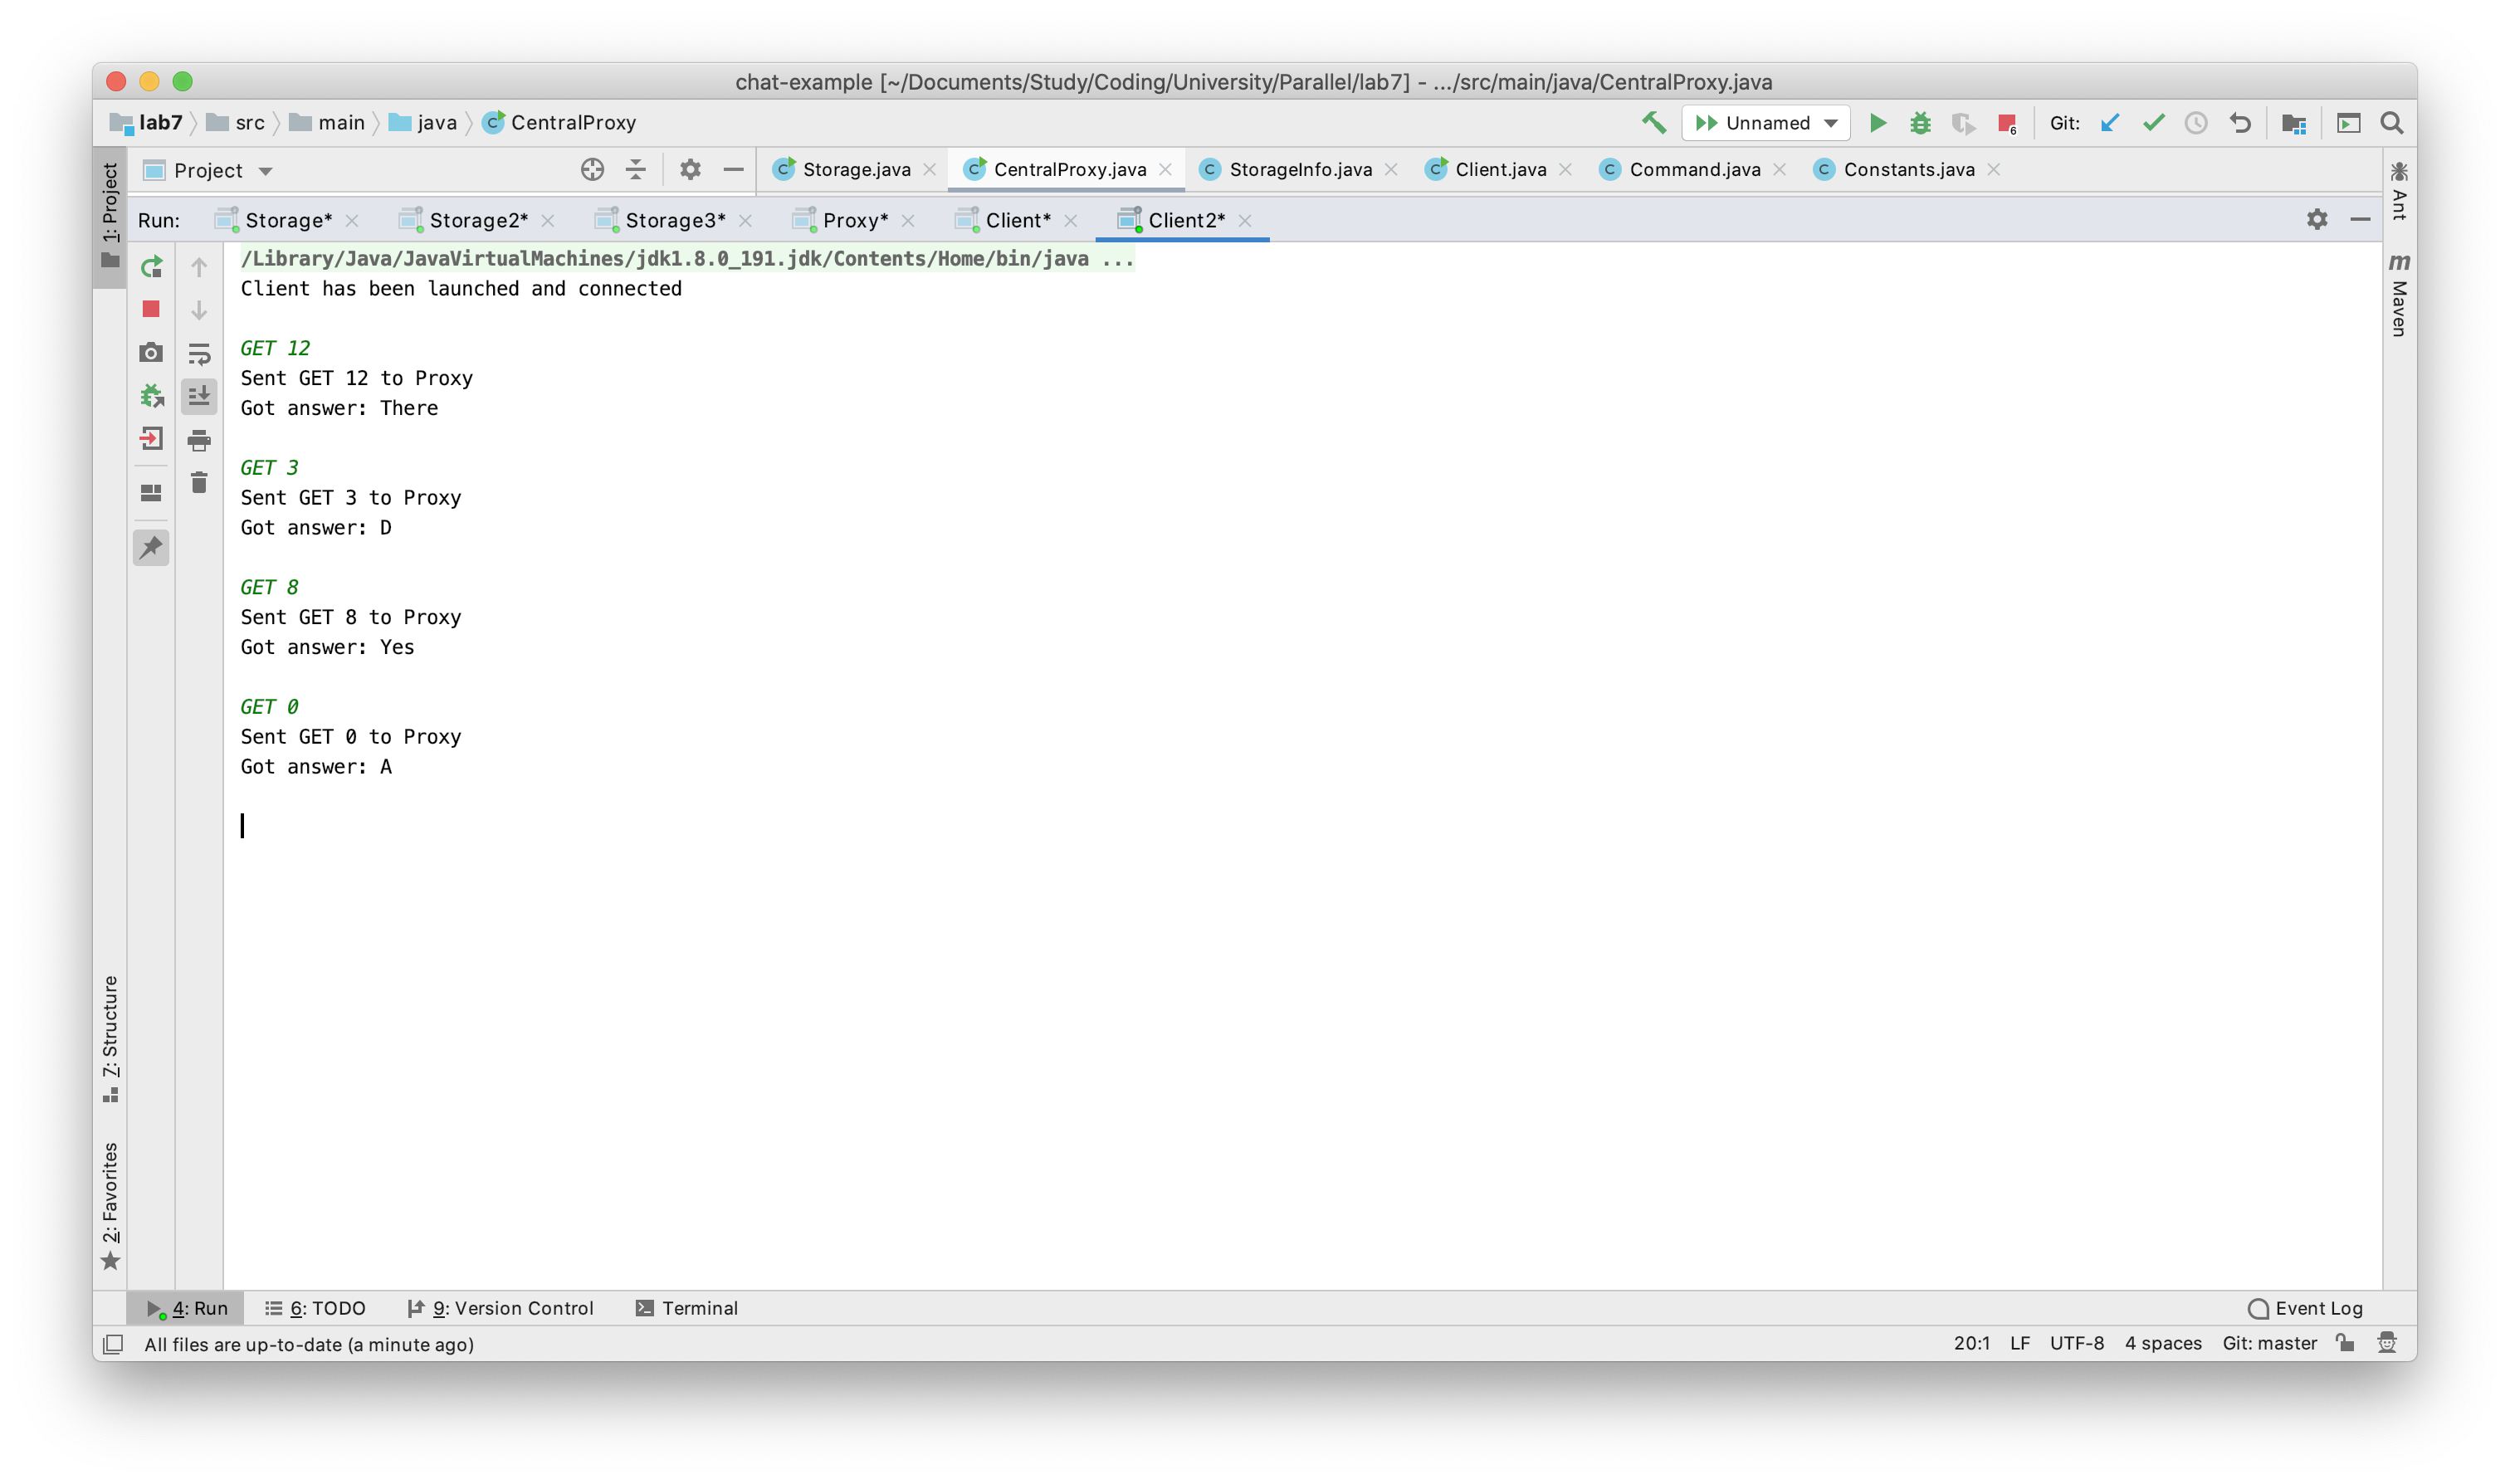 chat-example [~/Documents/Study/Coding/University/Parallel/lab7] - .../src/main/java/CentralProxy.java
lab7 src main java CentralProxy Unnamed 6 Git:
Project Storage.java CentralProxy.java StorageInfo.java Client.java Command.java Constants.java
Run: Storage* Storage2* Storage3* Proxy* Client* Client2*
1: Project
Ant
Maven
/Library/Java/JavaVirtualMachines/jdk1.8.0_191.jdk/Contents/Home/bin/java ...
Client has been launched and connected
GET 12
Sent GET 12 to Proxy
Got answer: There
GET 3
Sent GET 3 to Proxy
Got answer: D
GET 8
Sent GET 8 to Proxy
Got answer: Yes
GET 0
Sent GET 0 to Proxy
Got answer: A
7: Structure
2: Favorites
4: Run 6: TODO 9: Version Control Terminal Event Log
All files are up-to-date (a minute ago) 20:1 LF UTF-8 4 spaces Git: master